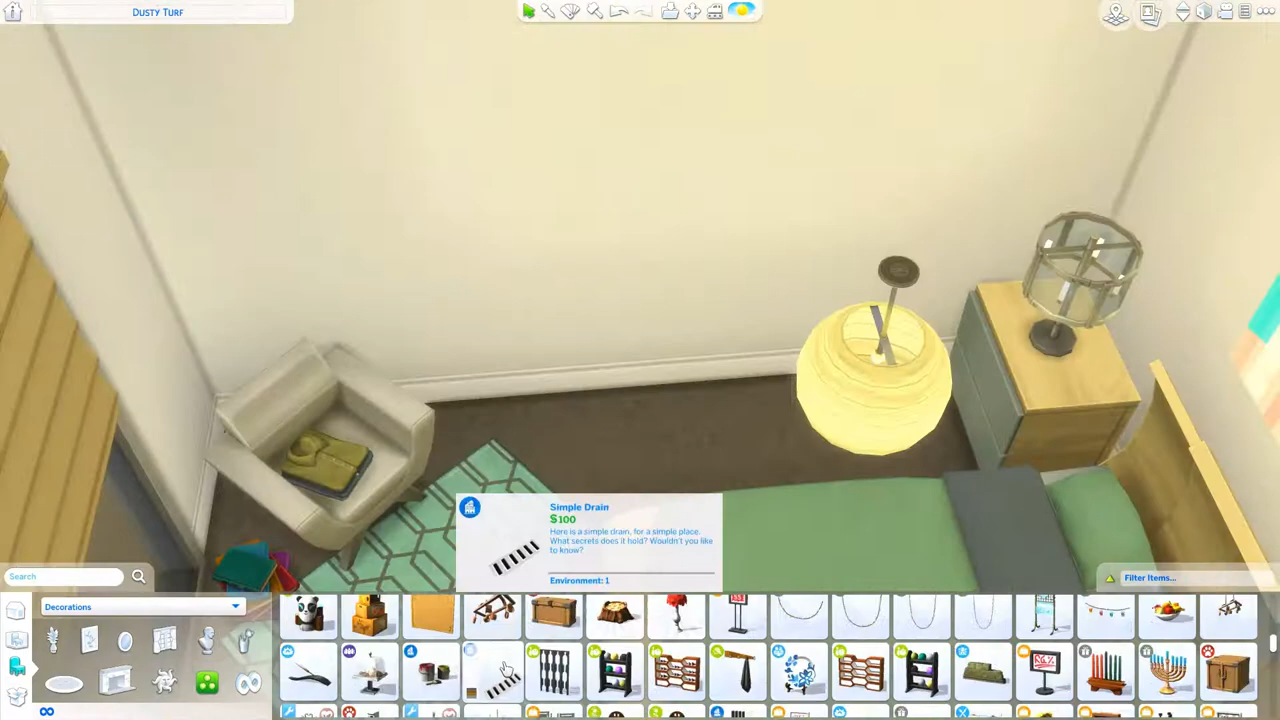 DUSTY TURF
Simple Drain
$100
Here is a simple drain, for a simple place.
What secrets does it hold? Wouldn't you like
to know?
Environment: 1
Search
Filter Items...
Decorations